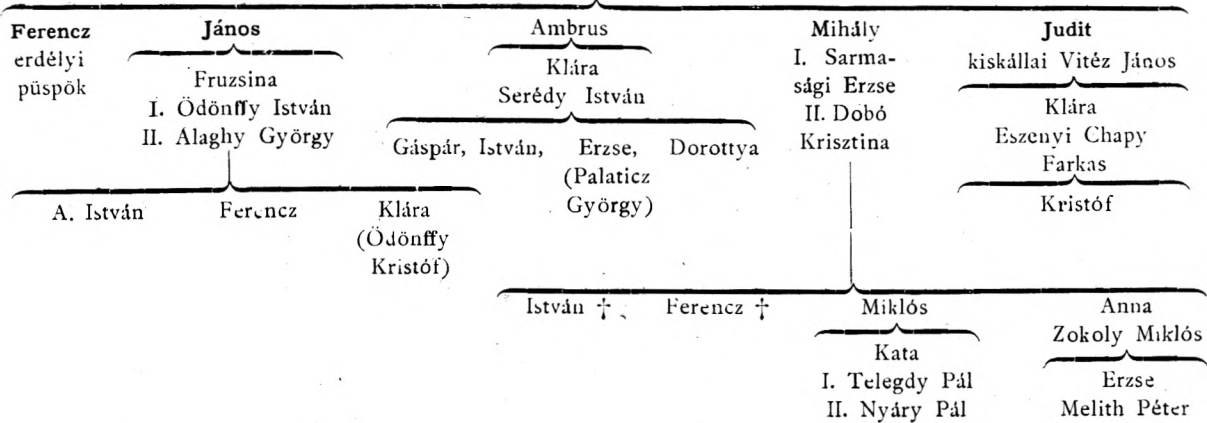 Ferencz
erdélyi
püspök
János
Fruzsina
I. Ödönffy István
II. Alaghy György
A. István
Ferencz
Klára
(Ödönffy
Kristóf)
Ambrus
Klára
Serédy István
Gáspár, István, Erzse, Dorottya
(Palaticz
György)
Mihály
I. Sarma-
sági Erzse
II. Dobó
Krisztina
István †
Ferencz †
Miklós
Kata
I. Telegdy Pál
II. Nyáry Pál
Anna
Zokoly Miklós
Erzse
Melith Péter
Judit
kiskállai Vitéz János
Klára
Eszenyi Chapy
Farkas
Kristóf